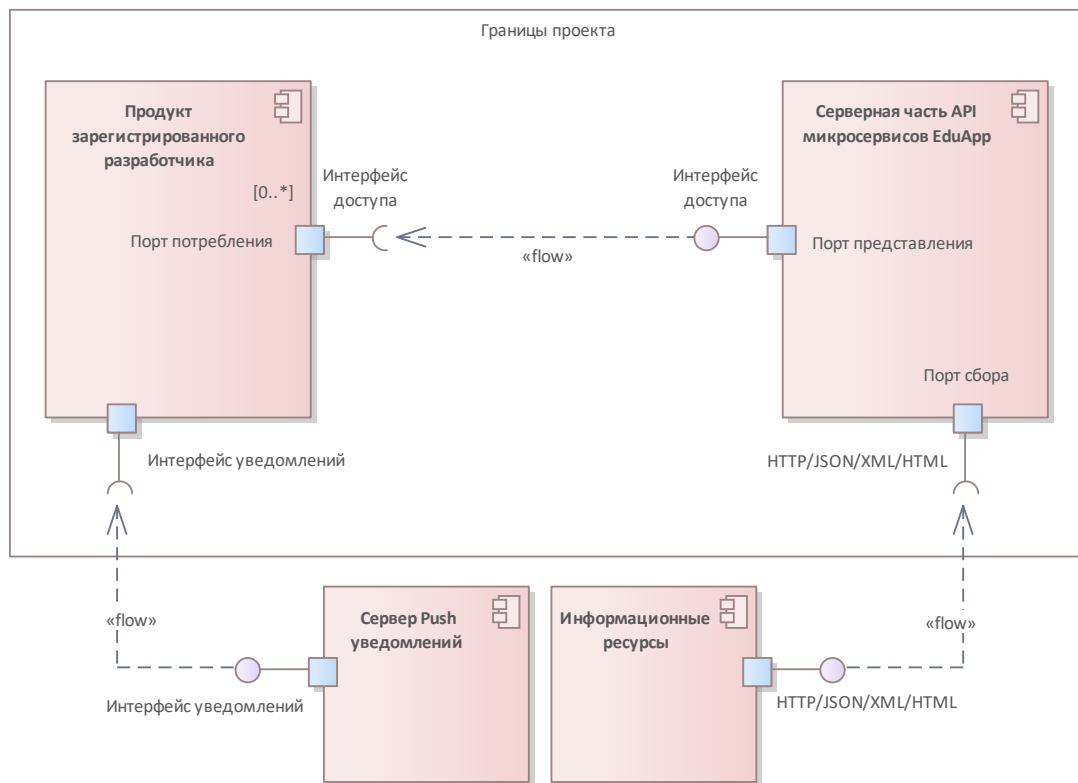 Границы проекта
Продукт
зарегистрированного
разработчика
[0..*]
Порт потребления
Интерфейс
доступа
«flow»
Интерфейс
доступа
Серверная часть API
микросервисов EduApp
Порт представления
Порт сбора
Интерфейс уведомлений
HTTP/JSON/XML/HTML
«flow»
Сервер Push
уведомлений
Информационные
ресурсы
«flow»
Интерфейс уведомлений
HTTP/JSON/XML/HTML